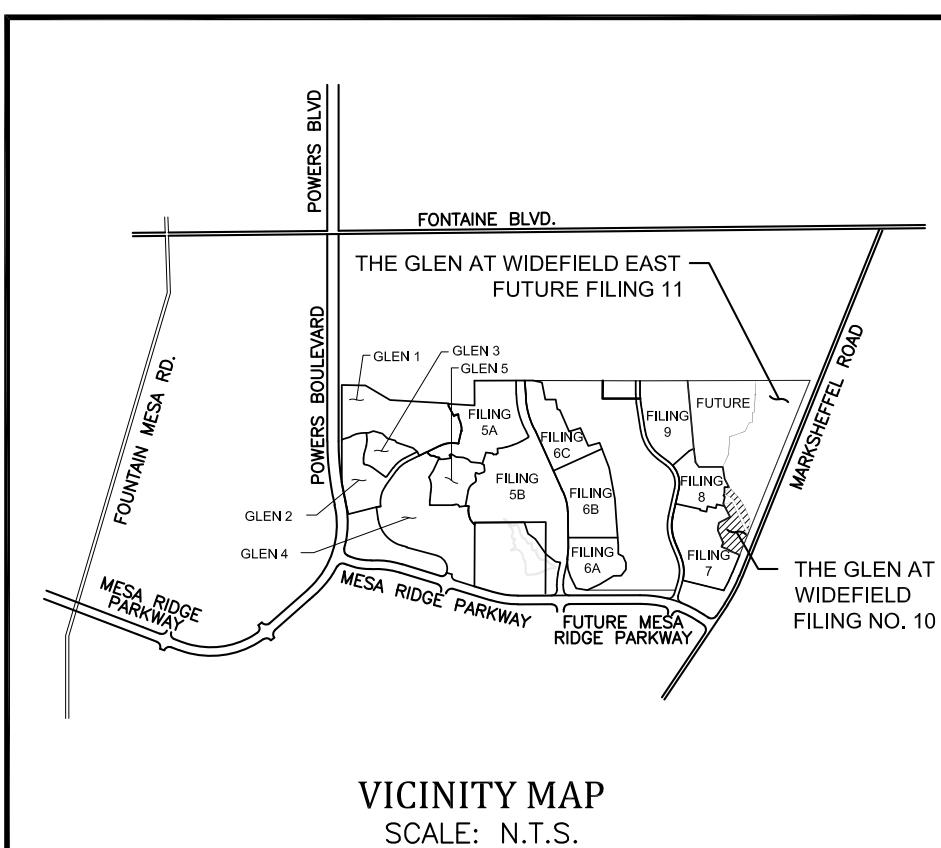 POWERS BLVD
FONTAINE BLVD.
THE GLEN AT WIDEFIELD EAST
FUTURE FILING 11
FOUNTAIN MESA RD.
POWERS BOULEVARD
MARKSHEFFEL ROAD
GLEN 1
GLEN 3
GLEN 5
FILING
5A
FILING
6C
FILING
9
FUTURE
GLEN 2
FILING
5B
FILING
6B
FILING
8
GLEN 4
FILING
6A
FILING
7
THE GLEN AT
WIDEFIELD
FILING NO. 10
MESA RIDGE
PARKWAY
MESA RIDGE PARKWAY
FUTURE MESA
RIDGE PARKWAY
VICINITY MAP
SCALE: N.T.S.